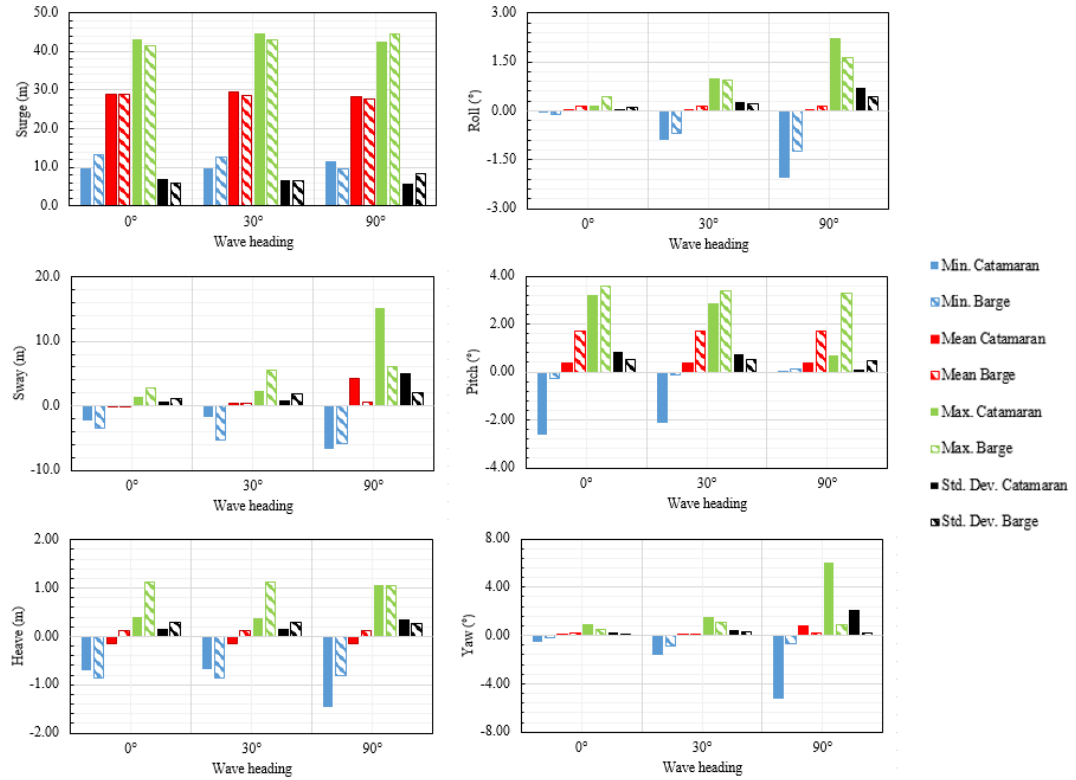 50.0
40.0
30.0
20.0
10.0
0.0
Surge (m)
0° 30° 90°
Wave heading
3.00
1.50
0.00
-1.50
-3.00
Roll (°)
0° 30° 90°
Wave heading
20.0
10.0
0.0
-10.0
Sway (m)
0° 30° 90°
Wave heading
4.00
2.00
0.00
-2.00
-4.00
Pitch (°)
0° 30° 90°
Wave heading
2.00
1.00
0.00
-1.00
-2.00
Heave (m)
0° 30° 90°
Wave heading
8.00
4.00
0.00
-4.00
-8.00
Yaw (°)
0° 30° 90°
Wave heading
Min. Catamaran
Min. Barge
Mean Catamaran
Mean Barge
Max. Catamaran
Max. Barge
Std. Dev. Catamaran
Std. Dev. Barge